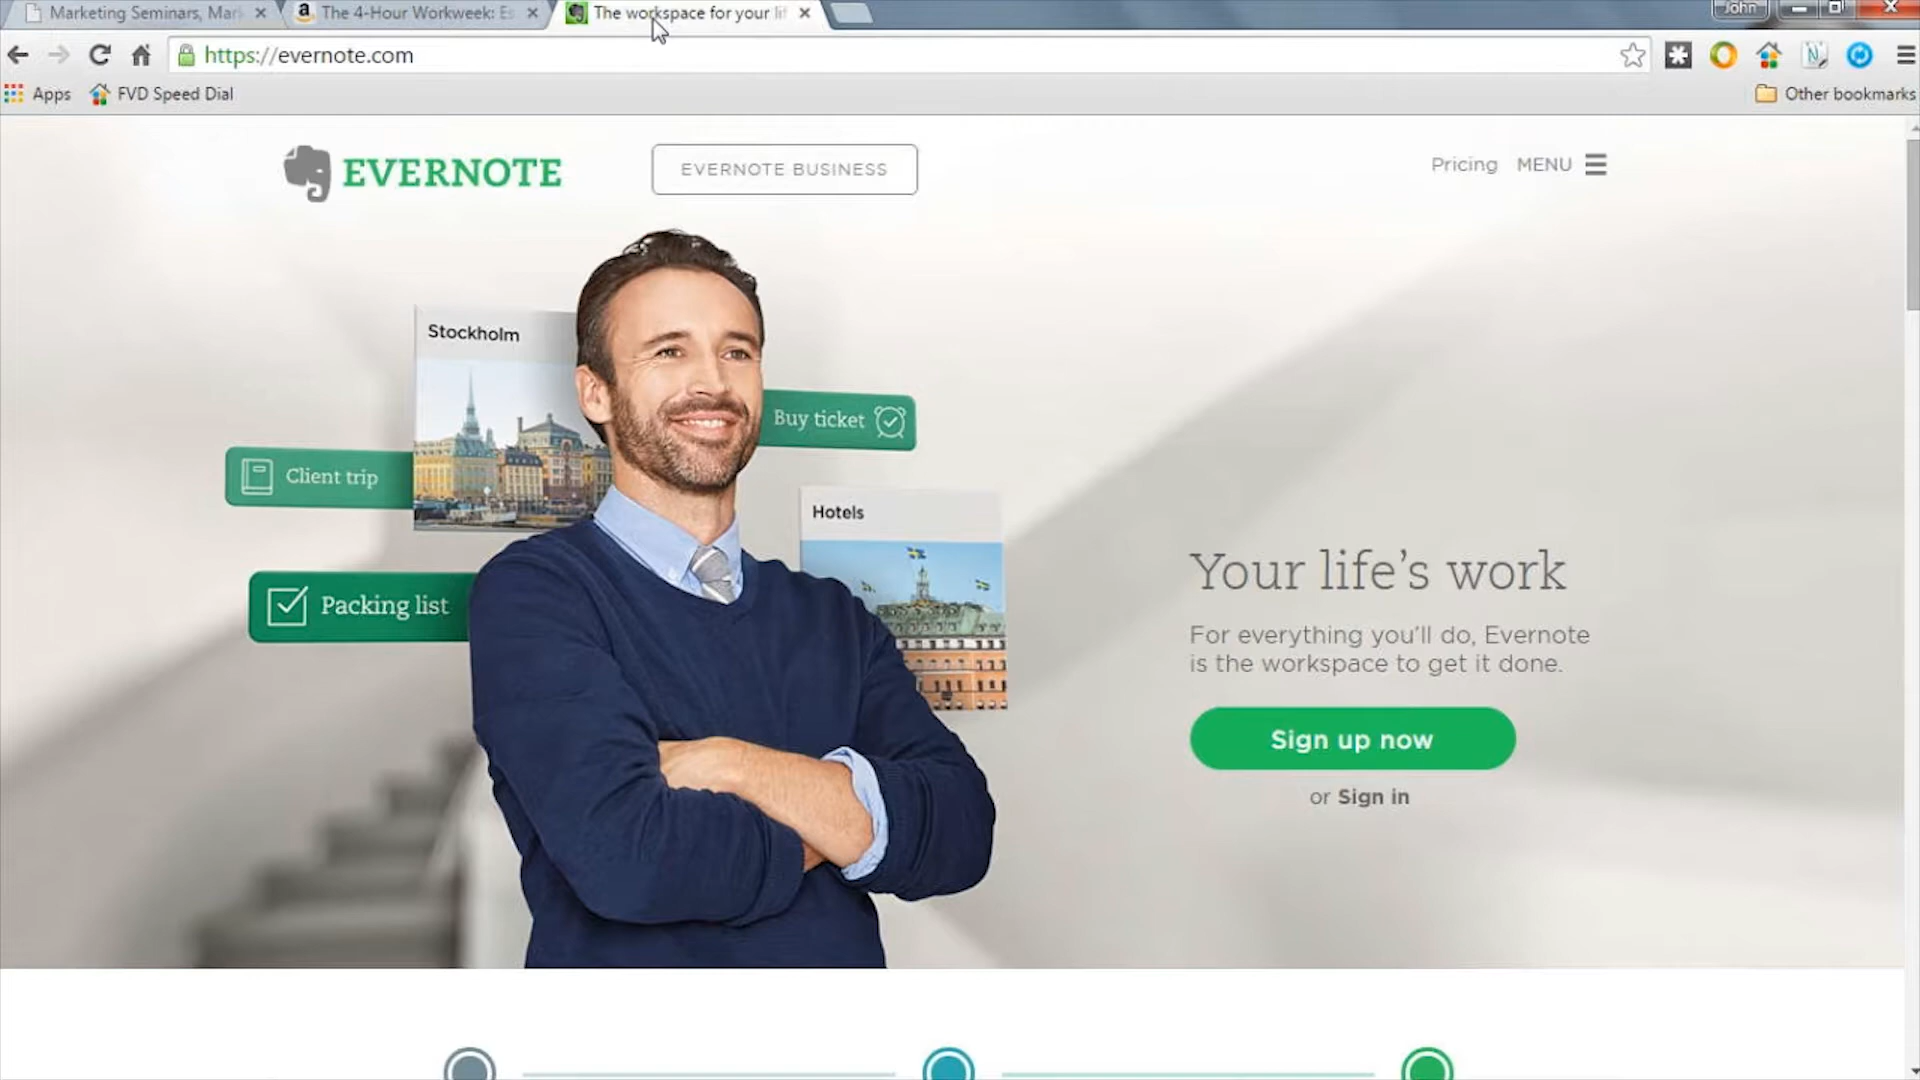 Marketing Seminars, Mar
The 4-Hour Workweek: Es
The workspace for your lif
John
https://evernote.com
Apps
FVD Speed Dial
Other bookmarks
EVERNOTE
EVERNOTE BUSINESS
Pricing
MENU
Stockholm
Buy ticket
Client trip
Hotels
Packing list
Your life's work
For everything you'll do, Evernote
is the workspace to get it done.
Sign up now
or Sign in